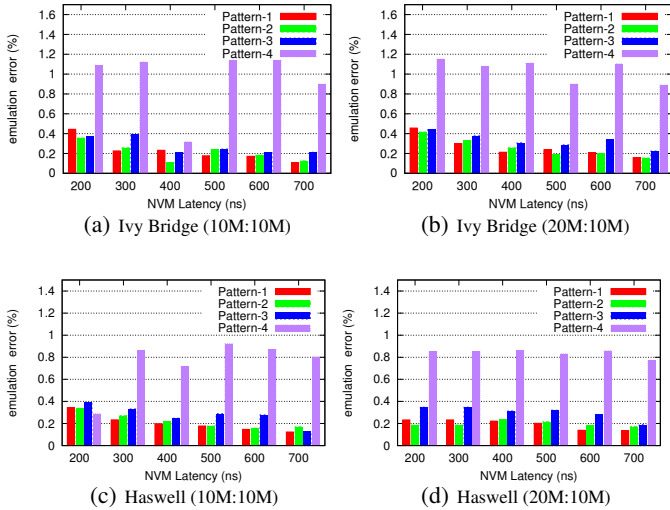 1.6
1.4
1.2
1
0.8
0.6
0.4
0.2
0
emulation error (%)
Pattern-1
Pattern-2
Pattern-3
Pattern-4
200 300 400 500 600 700
NVM Latency (ns)
(a) Ivy Bridge (10M:10M)
1.6
1.4
1.2
1
0.8
0.6
0.4
0.2
0
emulation error (%)
Pattern-1
Pattern-2
Pattern-3
Pattern-4
200 300 400 500 600 700
NVM Latency (ns)
(b) Ivy Bridge (20M:10M)
1.4
1.2
1
0.8
0.6
0.4
0.2
0
emulation error (%)
Pattern-1
Pattern-2
Pattern-3
Pattern-4
200 300 400 500 600 700
NVM Latency (ns)
(c) Haswell (10M:10M)
1.4
1.2
1
0.8
0.6
0.4
0.2
0
emulation error (%)
Pattern-1
Pattern-2
Pattern-3
Pattern-4
200 300 400 500 600 700
NVM Latency (ns)
(d) Haswell (20M:10M)